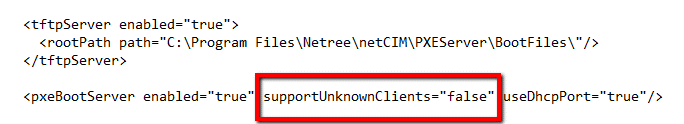 <tftpServer enabled="true">
<rootPath path="C:\Program Files\Netree\netCIM\PXEServer\BootFiles\"/>
</tftpServer>
<pxeBootServer enabled="true" supportUnknownClients="false" useDhcpPort="true"/>